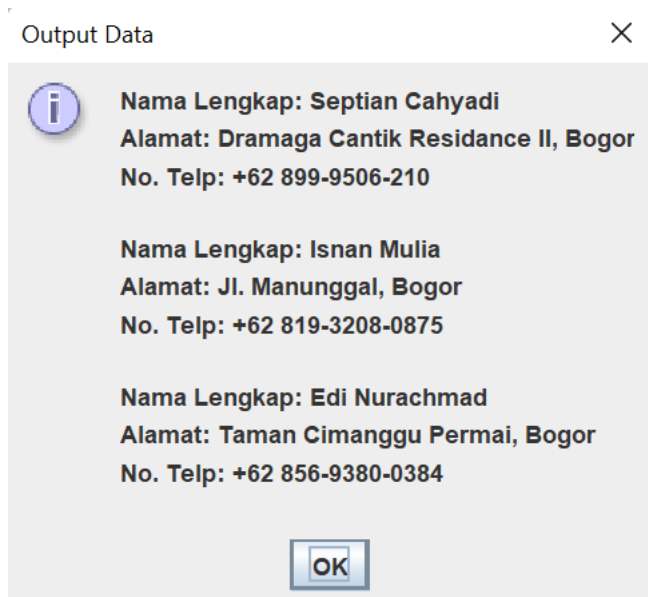 Output Data
Nama Lengkap: Septian Cahyadi
Alamat: Dramaga Cantik Residance II, Bogor
No. Telp: +62 899-9506-210
Nama Lengkap: Isnan Mulia
Alamat: Jl. Manunggal, Bogor
No. Telp: +62 819-3208-0875
Nama Lengkap: Edi Nurachmad
Alamat: Taman Cimanggu Permai, Bogor
No. Telp: +62 856-9380-0384
OK